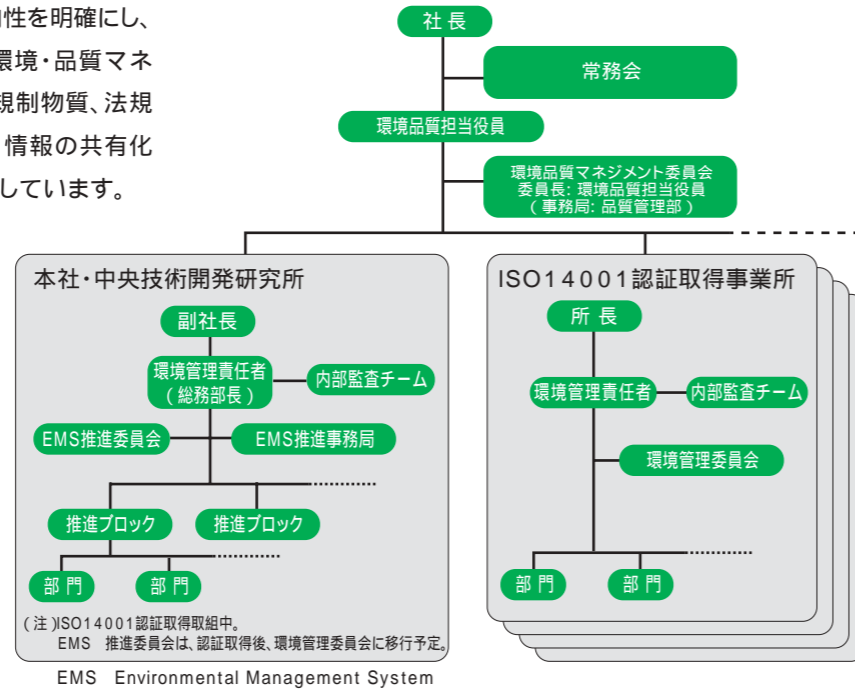 性を明確にし、
環境・品質マネ
規制物質、法規
情報の共有化
しています。
社長
常務会
環境品質担当役員
環境品質マネジメント委員会
委員長：環境品質担当役員
（事務局：品質管理部）
本社・中央技術開発研究所
副社長
環境管理責任者
（総務部長）
内部監査チーム
EMS推進委員会
EMS推進事務局
推進ブロック
推進ブロック
部門
部門
（注）ISO14001認証取得取組中。
EMS 推進委員会は、認証取得後、環境管理委員会に移行予定。
EMS Environmental Management System
ISO14001認証取得事業所
所長
環境管理責任者
内部監査チーム
環境管理委員会
部門
部門